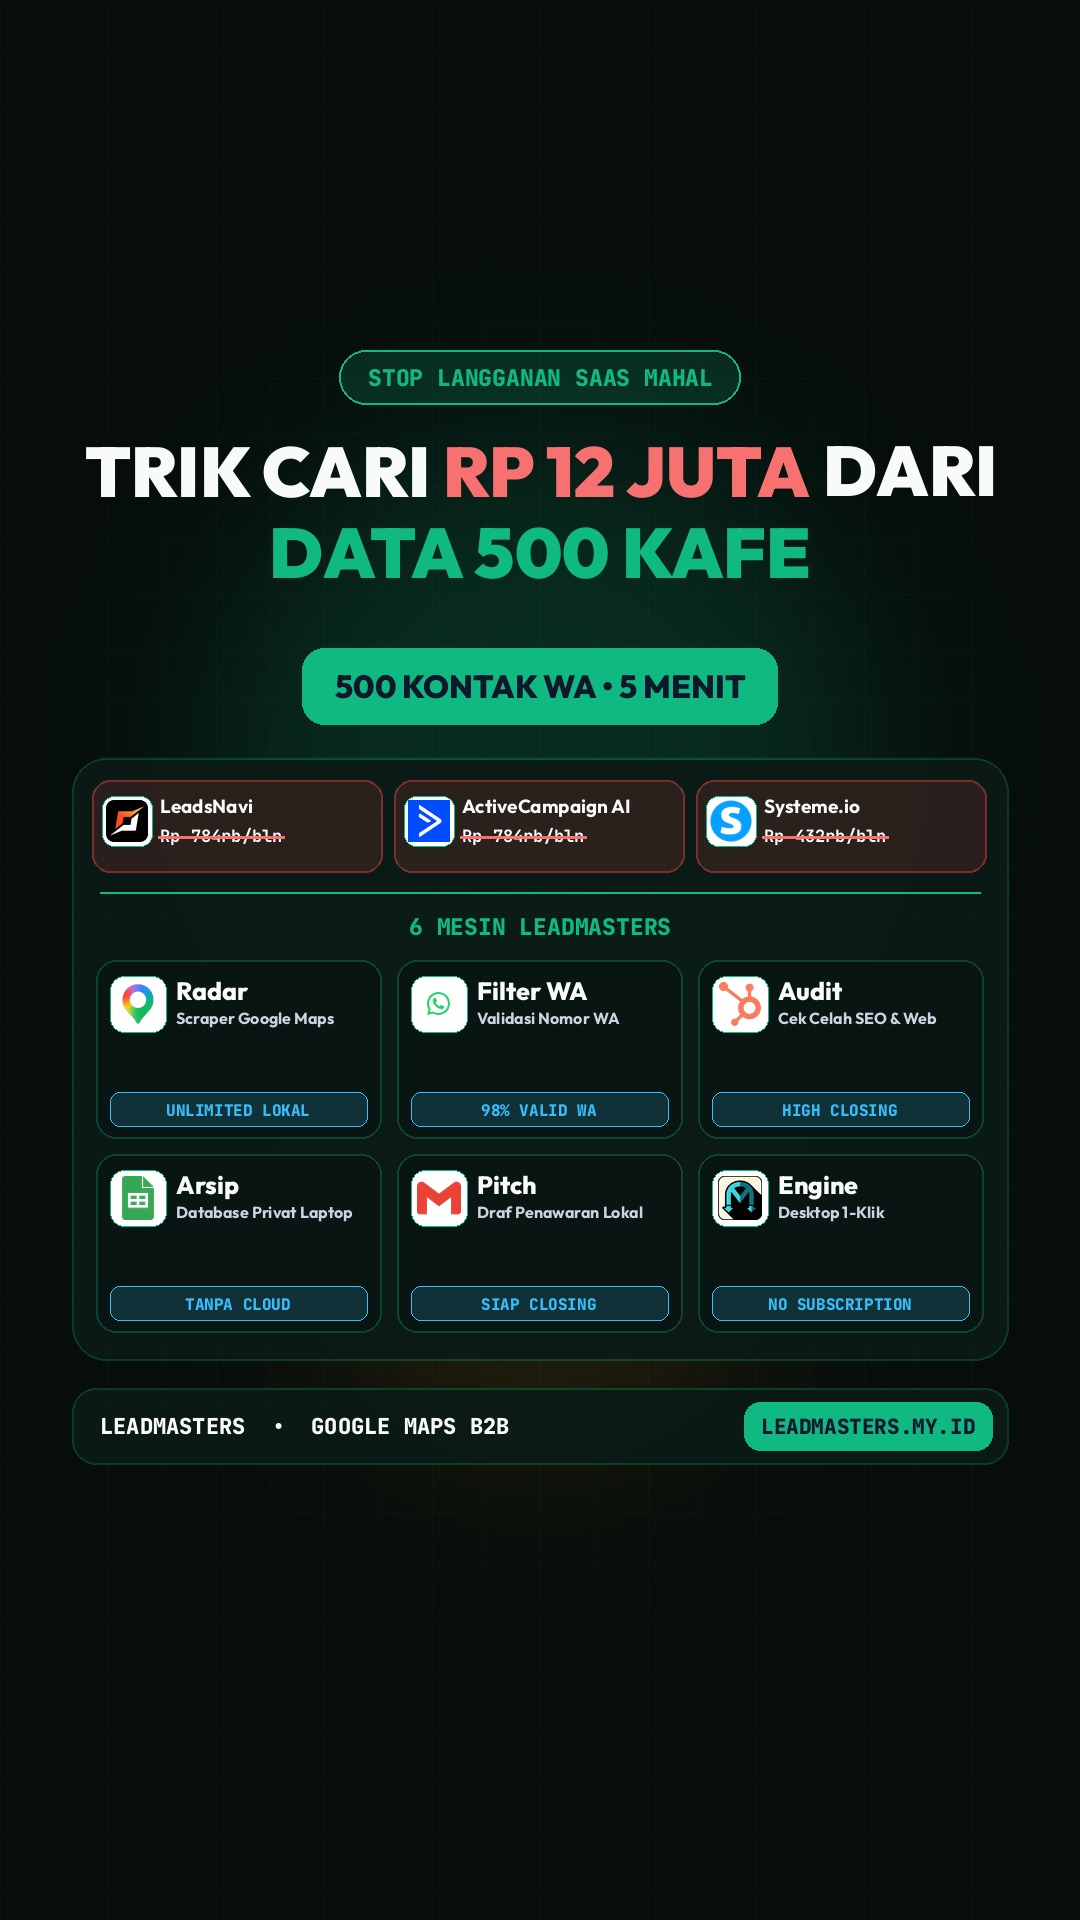 STOP LANGGANAN SAAS MAHAL
TRIK CARI RP 12 JUTA DARI
DATA 500 KAFE
500 KONTAK WA • 5 MENIT
LeadsNavi
Rp 784rb/bln
ActiveCampaign AI
Rp 784rb/bln
Systeme.io
Rp 432rb/bln
6 MESIN LEADMASTERS
Radar
Scraper Google Maps
UNLIMITED LOKAL
Filter WA
Validasi Nomor WA
98% VALID WA
Audit
Cek Celah SEO & Web
HIGH CLOSING
Arsip
Database Privat Laptop
TANPA CLOUD
Pitch
Draf Penawaran Lokal
SIAP CLOSING
Engine
Desktop 1-Klik
NO SUBSCRIPTION
LEADMASTERS • GOOGLE MAPS B2B
LEADMASTERS.MY.ID